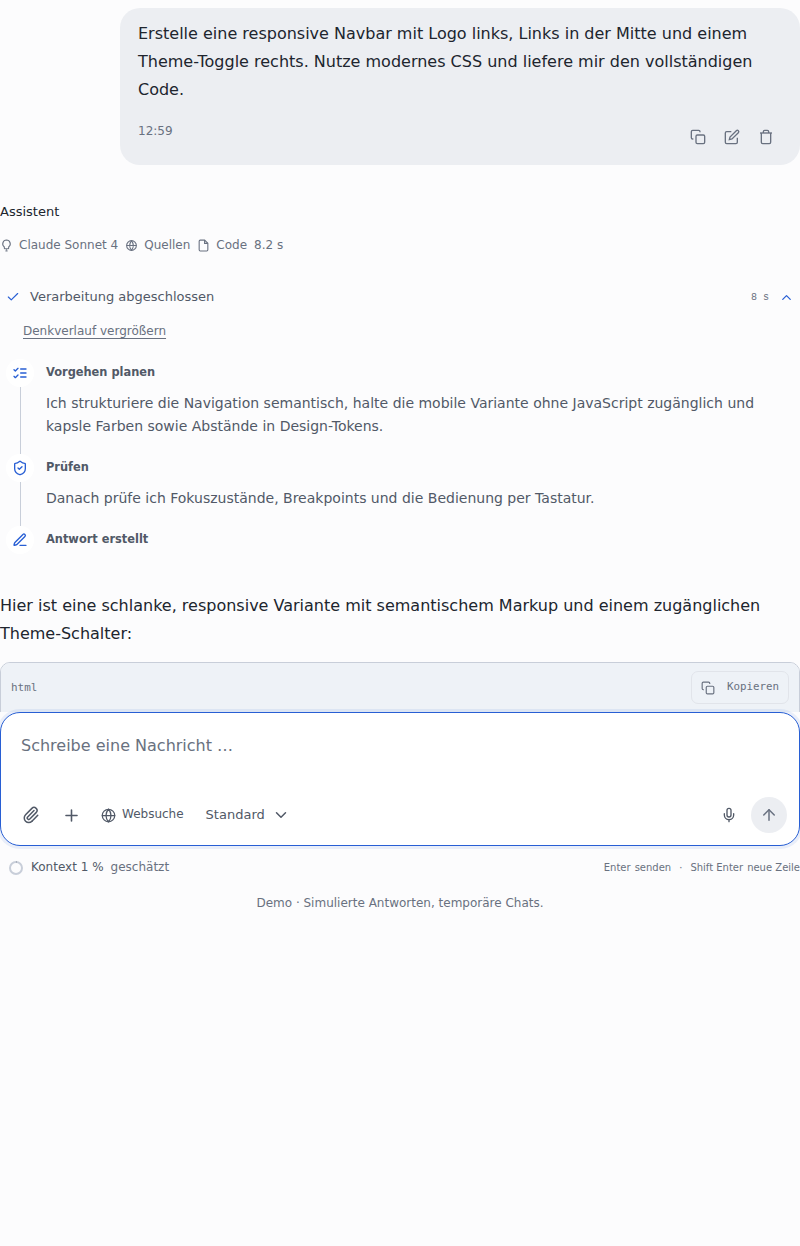 Erstelle eine responsive Navbar mit Logo links, Links in der Mitte und einem
Theme-Toggle rechts. Nutze modernes CSS und liefere mir den vollständigen
Code.
12:59
Assistent
Claude Sonnet 4 Quellen Code 8.2 s
Verarbeitung abgeschlossen 8 s
Denkverlauf vergrößern
Vorgehen planen
Ich strukturiere die Navigation semantisch, halte die mobile Variante ohne JavaScript zugänglich und
kapsle Farben sowie Abstände in Design-Tokens.
Prüfen
Danach prüfe ich Fokuszustände, Breakpoints und die Bedienung per Tastatur.
Antwort erstellt
Hier ist eine schlanke, responsive Variante mit semantischem Markup und einem zugänglichen
Theme-Schalter:
html Kopieren
Schreibe eine Nachricht …
Websuche Standard
Kontext 1 % geschätzt Enter senden · Shift Enter neue Zeile
Demo · Simulierte Antworten, temporäre Chats.